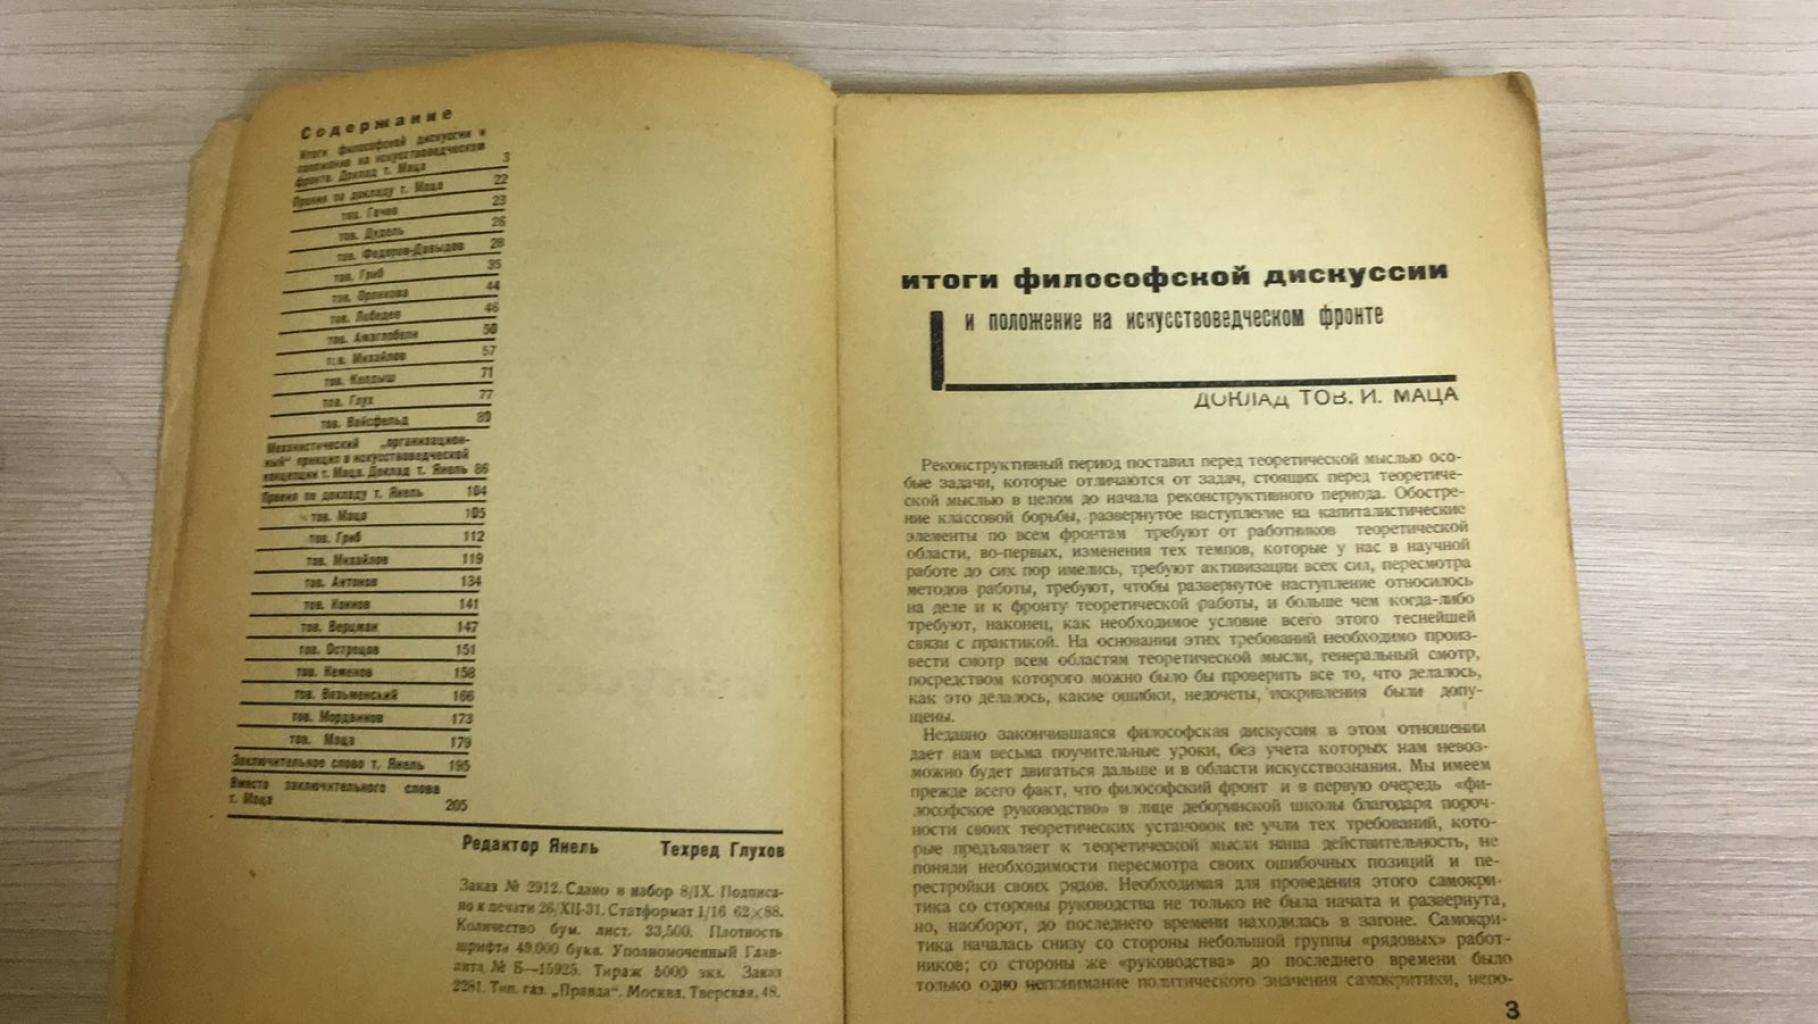 Содержание
Итоги философской дискуссии и
положение на искусствоведческом
фронте. Доклад т. Маца 3
Прения по докладу т. Маца 22
тов. Гачев 23
тов. Дудель 26
тов. Федоров-Давыдов 28
тов. Гриб 35
тов. Орликова 44
тов. Лебедев 46
тов. Амаглобели 50
тов. Михайлов 57
тов. Келдыш 71
тов. Глух 77
тов. Вайсфельд 80
Механистический „организацион-
ный“ принцип в искусствоведческой
концепции т. Маца. Доклад т. Янель 86
Прения по докладу т. Янель 104
тов. Маца 105
тов. Гриб 112
тов. Михайлов 119
тов. Антонов 134
тов. Коннов 141
тов. Верцман 147
тов. Острецов 151
тов. Кеменов 158
тов. Вязьменский 166
тов. Мордвинов 173
тов. Маца 179
Заключительное слово т. Янель 195
Вместо заключительного слова
т. Маца 205
Редактор Янель Техред Глухов
Заказ № 2912. Сдано в набор 8/IX. Подписа-
но к печати 26/XII-31. Статформат 1/16 62×88.
Количество бум. лист. 33,500. Плотность
шрифта 49.000 букв. Уполномоченный Глав-
лита № Б—15925. Тираж 5000 экз. Заказ
2281. Тип. газ. „Правда“. Москва, Тверская, 48.
итоги философской дискуссии
и положение на искусствоведческом фронте
ДОКЛАД ТОВ. И. МАЦА
Реконструктивный период поставил перед теоретической мыслью осо-
бые задачи, которые отличаются от задач, стоящих перед теоретиче-
ской мыслью в целом до начала реконструктивного периода. Обостре-
ние классовой борьбы, развернутое наступление на капиталистические
элементы по всем фронтам требуют от работников теоретической
области, во-первых, изменения тех темпов, которые у нас в научной
работе до сих пор имелись, требуют активизации всех сил, пересмотра
методов работы, требуют, чтобы развернутое наступление относилось
на деле и к фронту теоретической работы, и больше чем когда-либо
требуют, наконец, как необходимое условие всего этого теснейшей
связи с практикой. На основании этих требований необходимо произ-
вести смотр всем областям теоретической мысли, генеральный смотр,
посредством которого можно было бы проверить все то, что делалось,
как это делалось, какие ошибки, недочеты, искривления были допу-
щены.
Недавно закончившаяся философская дискуссия в этом отношении
дает нам весьма поучительные уроки, без учета которых нам невоз-
можно будет двигаться дальше и в области искусствознания. Мы имеем
прежде всего факт, что философский фронт и в первую очередь «фи-
лософское руководство» в лице деборинской школы благодаря пороч-
ности своих теоретических установок не учли тех требований, кото-
рые предъявляет к теоретической мысли наша действительность, не
поняли необходимости пересмотра своих ошибочных позиций и пе-
рестройки своих рядов. Необходимая для проведения этого самокри-
тика со стороны руководства не только не была начата и развернута,
но, наоборот, до последнего времени находилась в загоне. Самокри-
тика началась снизу со стороны небольшой группы «рядовых» работ-
ников; со стороны же «руководства» до последнего времени было
только одно непонимание политического значения самокритики, непо-
3